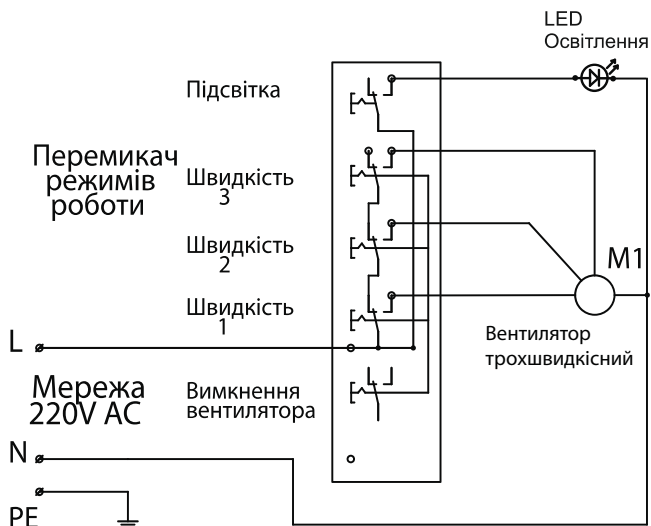 LED
Освітлення
Підсвітка
Перемикач
режимів
роботи
Швидкість
3
Швидкість
2
M1
Швидкість
1
Вентилятор
трохшвидкісний
L
Мережа
220V AC
Вимкнення
вентилятора
N
PE